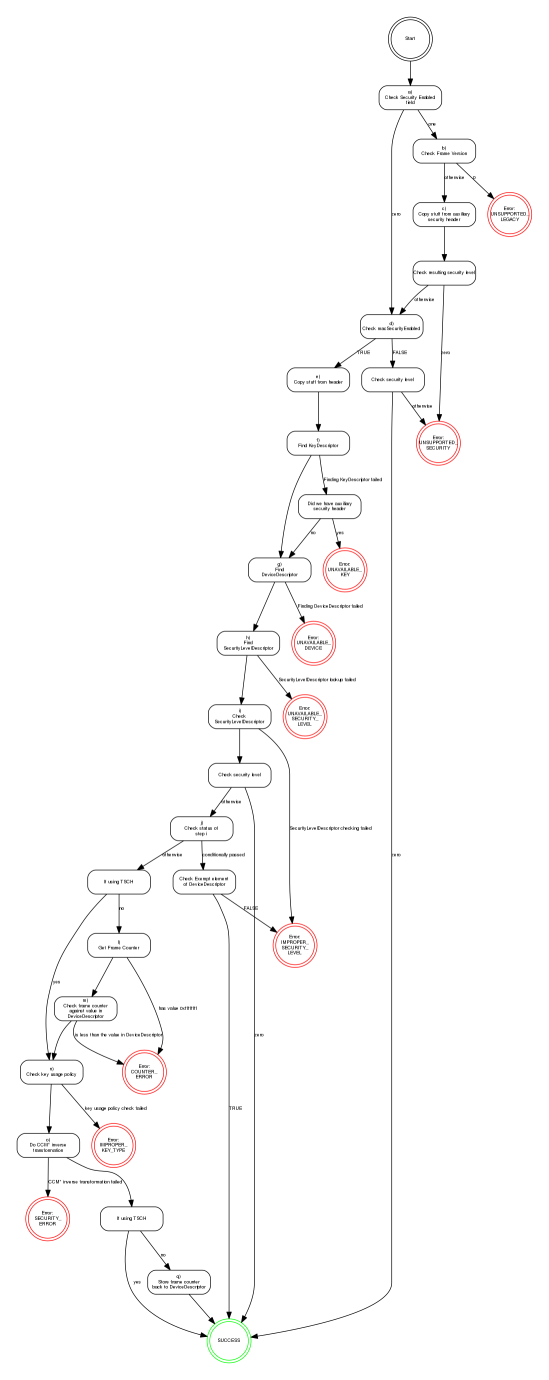 Start
a)
Check Security Enabled
field
one
b)
Check Frame Version
otherwise
0
c)
Copy stuff from auxiliary
security header
Error:
UNSUPPORTED_
LEGACY
zero
Check resulting security level
otherwise
d)
Check macSecurityEnabled
zero
TRUE
FALSE
e)
Copy stuff from header
Check security level
otherwise
f)
Find KeyDescriptor
Error:
UNSUPPORTED_
SECURITY
Finding KeyDescriptor failed
Did we have auxiliary
security header
no
yes
g)
Find
DeviceDescriptor
Error:
UNAVAILABLE_
KEY
Finding DeviceDescriptor failed
h)
Find
SecurityLevelDescriptor
Error:
UNAVAILABLE_
DEVICE
SecurityLevelDescriptor lookup failed
i)
Check
SecurityLevelDescriptor
Error:
UNAVAILABLE_
SECURITY_
LEVEL
Check security level
otherwise
SecurityLevelDescriptor checking failed
j)
Check status of
step i
otherwise
conditionally passed
zero
If using TSCH
Check Exempt element
of DeviceDescriptor
no
FALSE
l)
Get Frame Counter
Error:
IMPROPER_
SECURITY_
LEVEL
yes
m)
Check frame counter
against value in
DeviceDescriptor
has value 0xffffffff
is less than the value in DeviceDescriptor
zero
n)
Check key usage policy
Error:
COUNTER_
ERROR
key usage policy check failed
TRUE
o)
Do CCM* inverse
transformation
Error:
IMPROPER_
KEY_TYPE
CCM* inverse transformation failed
Error:
SECURITY_
ERROR
If using TSCH
no
yes
q)
Store frame counter
back to DeviceDescriptor
SUCCESS